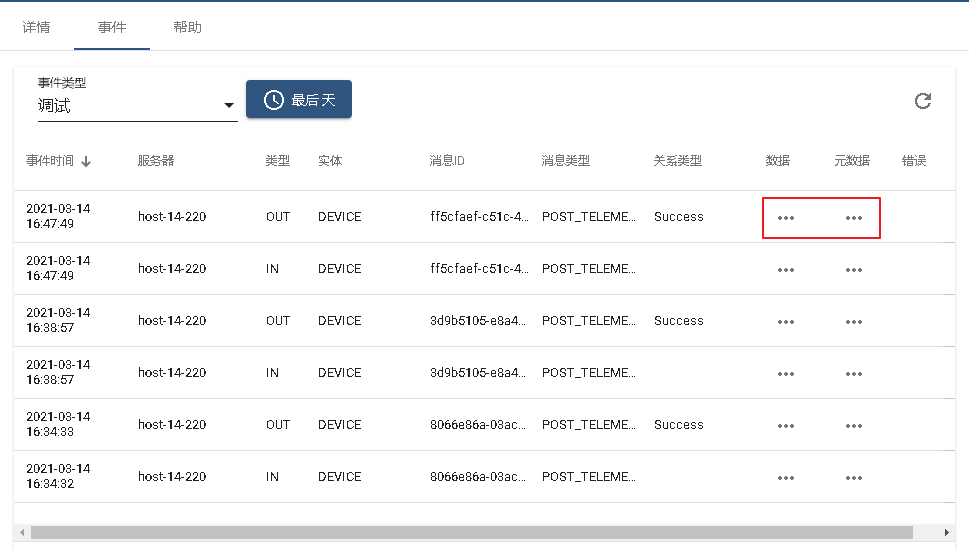 详情 事件 帮助
事件类型
调试
最后 天
事件时间 服务器 类型 实体 消息ID 消息类型 关系类型 数据 元数据 错误
2021-03-14
16:47:49 host-14-220 OUT DEVICE ff5cfaef-c51c-4... POST_TELEME... Success ••• •••
2021-03-14
16:47:49 host-14-220 IN DEVICE ff5cfaef-c51c-4... POST_TELEME... ••• •••
2021-03-14
16:38:57 host-14-220 OUT DEVICE 3d9b5105-e8a4... POST_TELEME... Success ••• •••
2021-03-14
16:38:57 host-14-220 IN DEVICE 3d9b5105-e8a4... POST_TELEME... ••• •••
2021-03-14
16:34:33 host-14-220 OUT DEVICE 8066e86a-03ac... POST_TELEME... Success ••• •••
2021-03-14
16:34:32 host-14-220 IN DEVICE 8066e86a-03ac... POST_TELEME... ••• •••